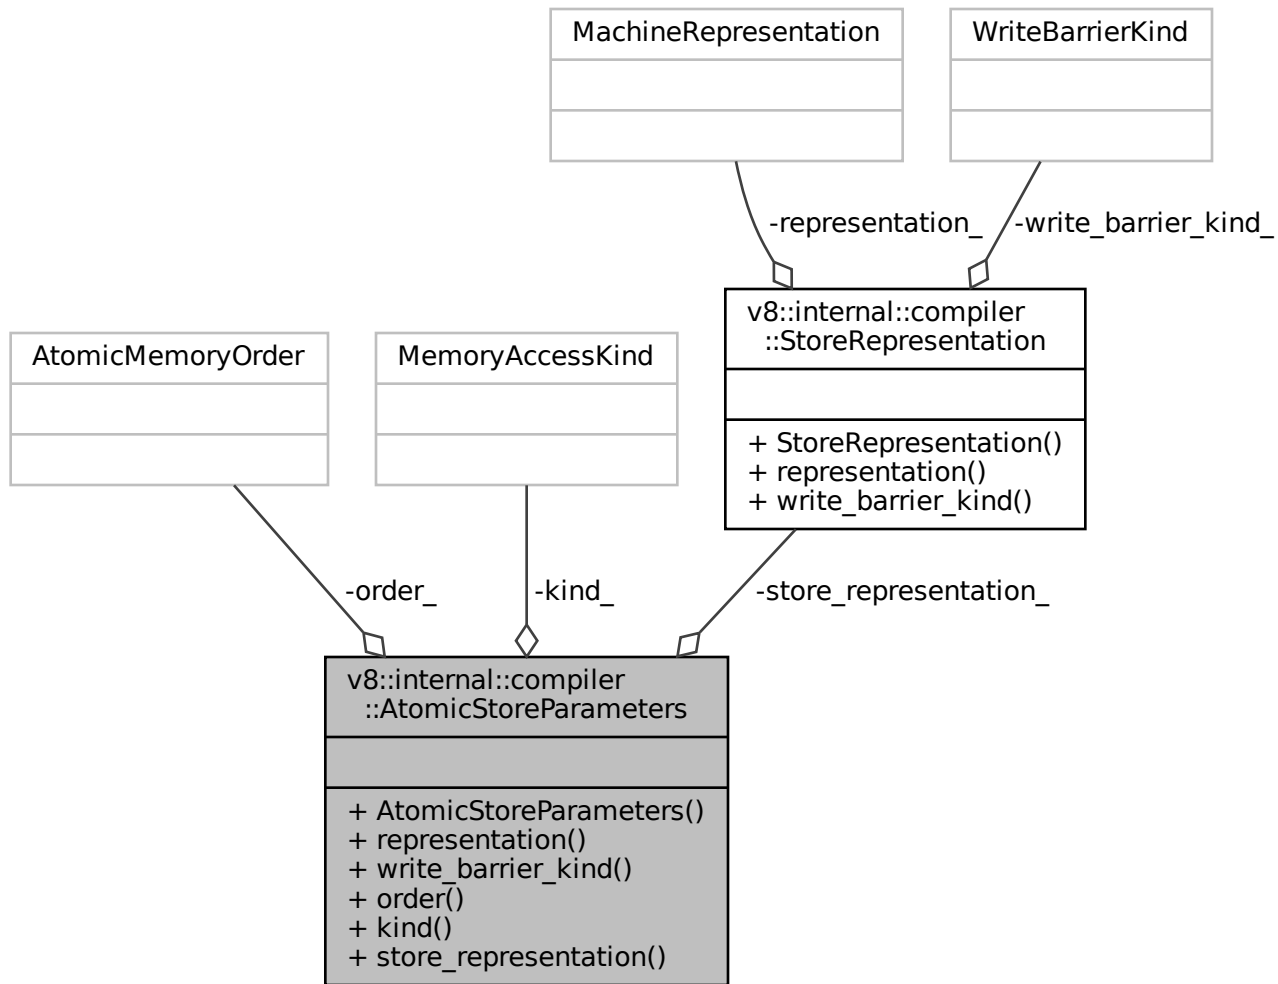 MachineRepresentation
WriteBarrierKind
-representation_
-write_barrier_kind_
v8::internal::compiler
::StoreRepresentation
+ StoreRepresentation()
+ representation()
+ write_barrier_kind()
AtomicMemoryOrder
MemoryAccessKind
-order_
-kind_
-store_representation_
v8::internal::compiler
::AtomicStoreParameters
+ AtomicStoreParameters()
+ representation()
+ write_barrier_kind()
+ order()
+ kind()
+ store_representation()